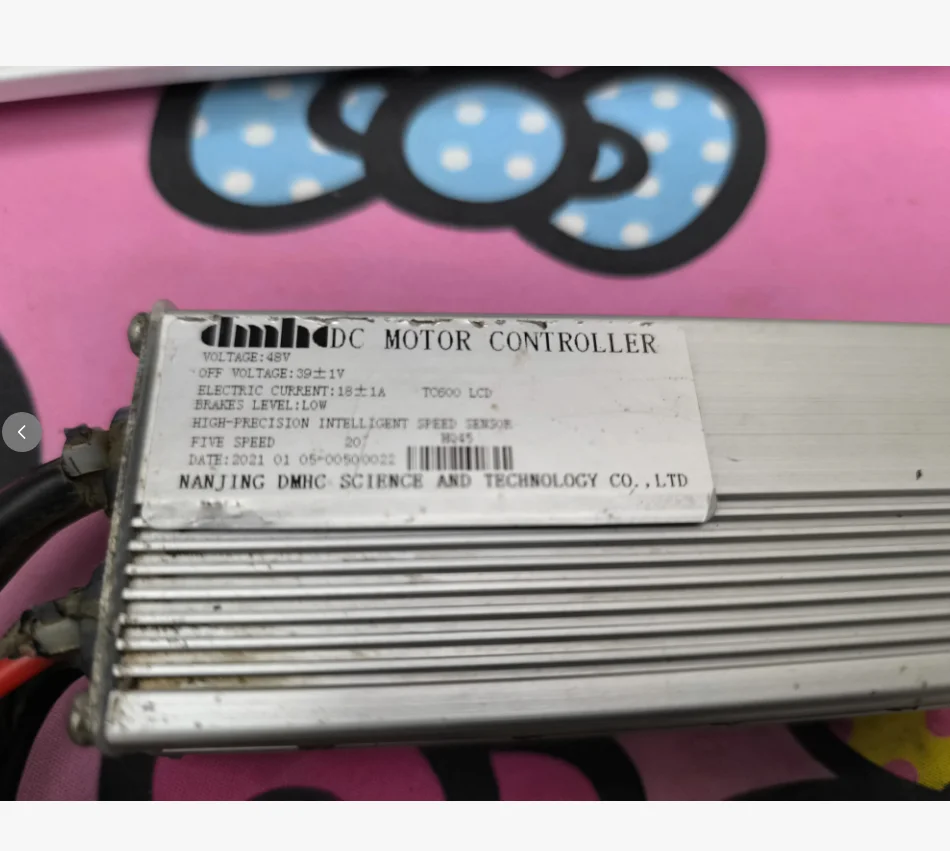 dmhc DC MOTOR CONTROLLER
VOLTAGE:48V
OFF VOLTAGE:39±1V
ELECTRIC CURRENT:18±1A TC600 LCD
BRAKES LEVEL:LOW
HIGH-PRECISION INTELLIGENT SPEED SENSOR
FIVE SPEED 20" HQ45
DATE:2021 01 05-0050 0022
NANJING DMHC SCIENCE AND TECHNOLOGY CO.,LTD